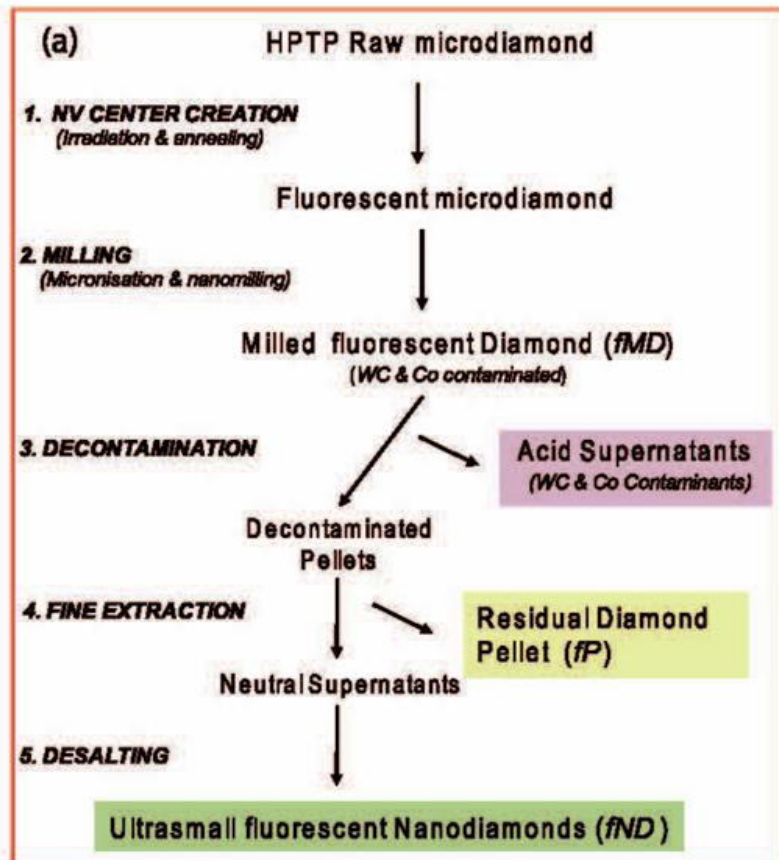 (a)
HPTP Raw microdiamond
1. NV CENTER CREATION
(Irradiation & annealing)
Fluorescent microdiamond
2. MILLING
(Micronisation & nanomilling)
Milled fluorescent Diamond (fMD)
(WC & Co contaminated)
3. DECONTAMINATION
Acid Supernatants
(WC & Co Contaminants)
Decontaminated
Pellets
4. FINE EXTRACTION
Residual Diamond
Pellet (fP)
Neutral Supernatants
5. DESALTING
Ultrasmall fluorescent Nanodiamonds (fND)